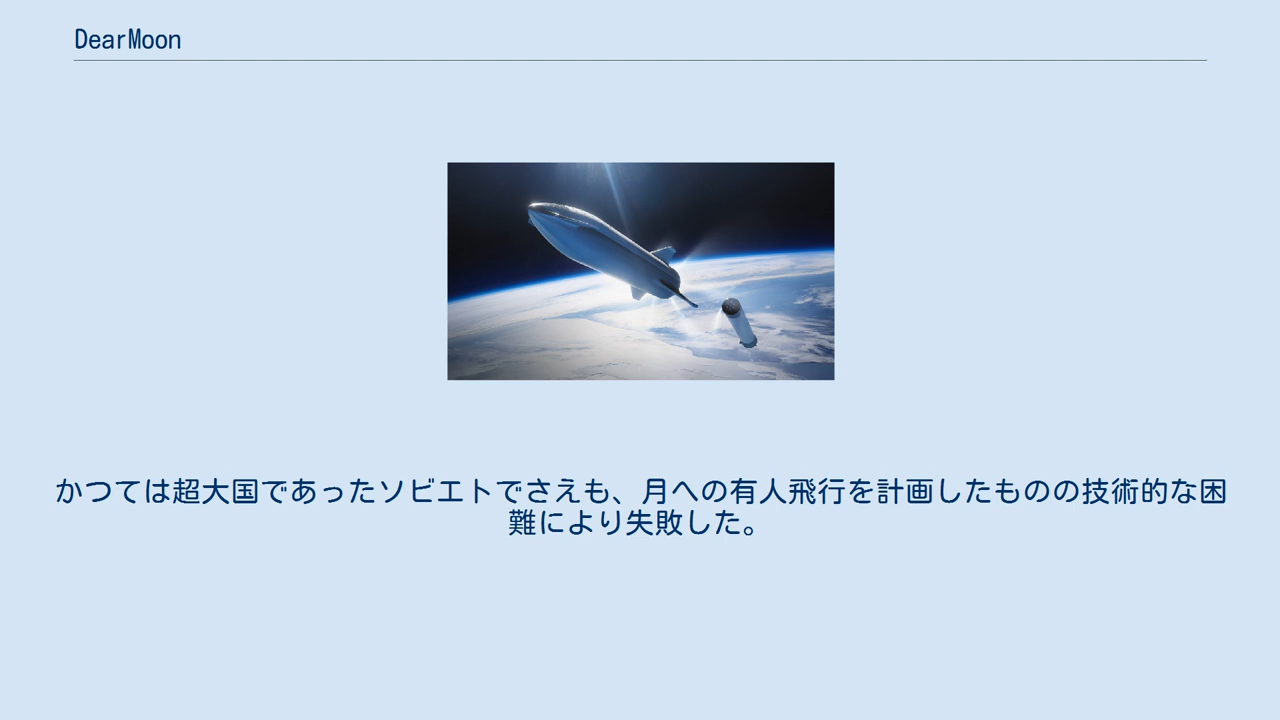 DearMoon
かつては超大国であったソビエトでさえも、月への有人飛行を計画したものの技術的な困
難により失敗した。